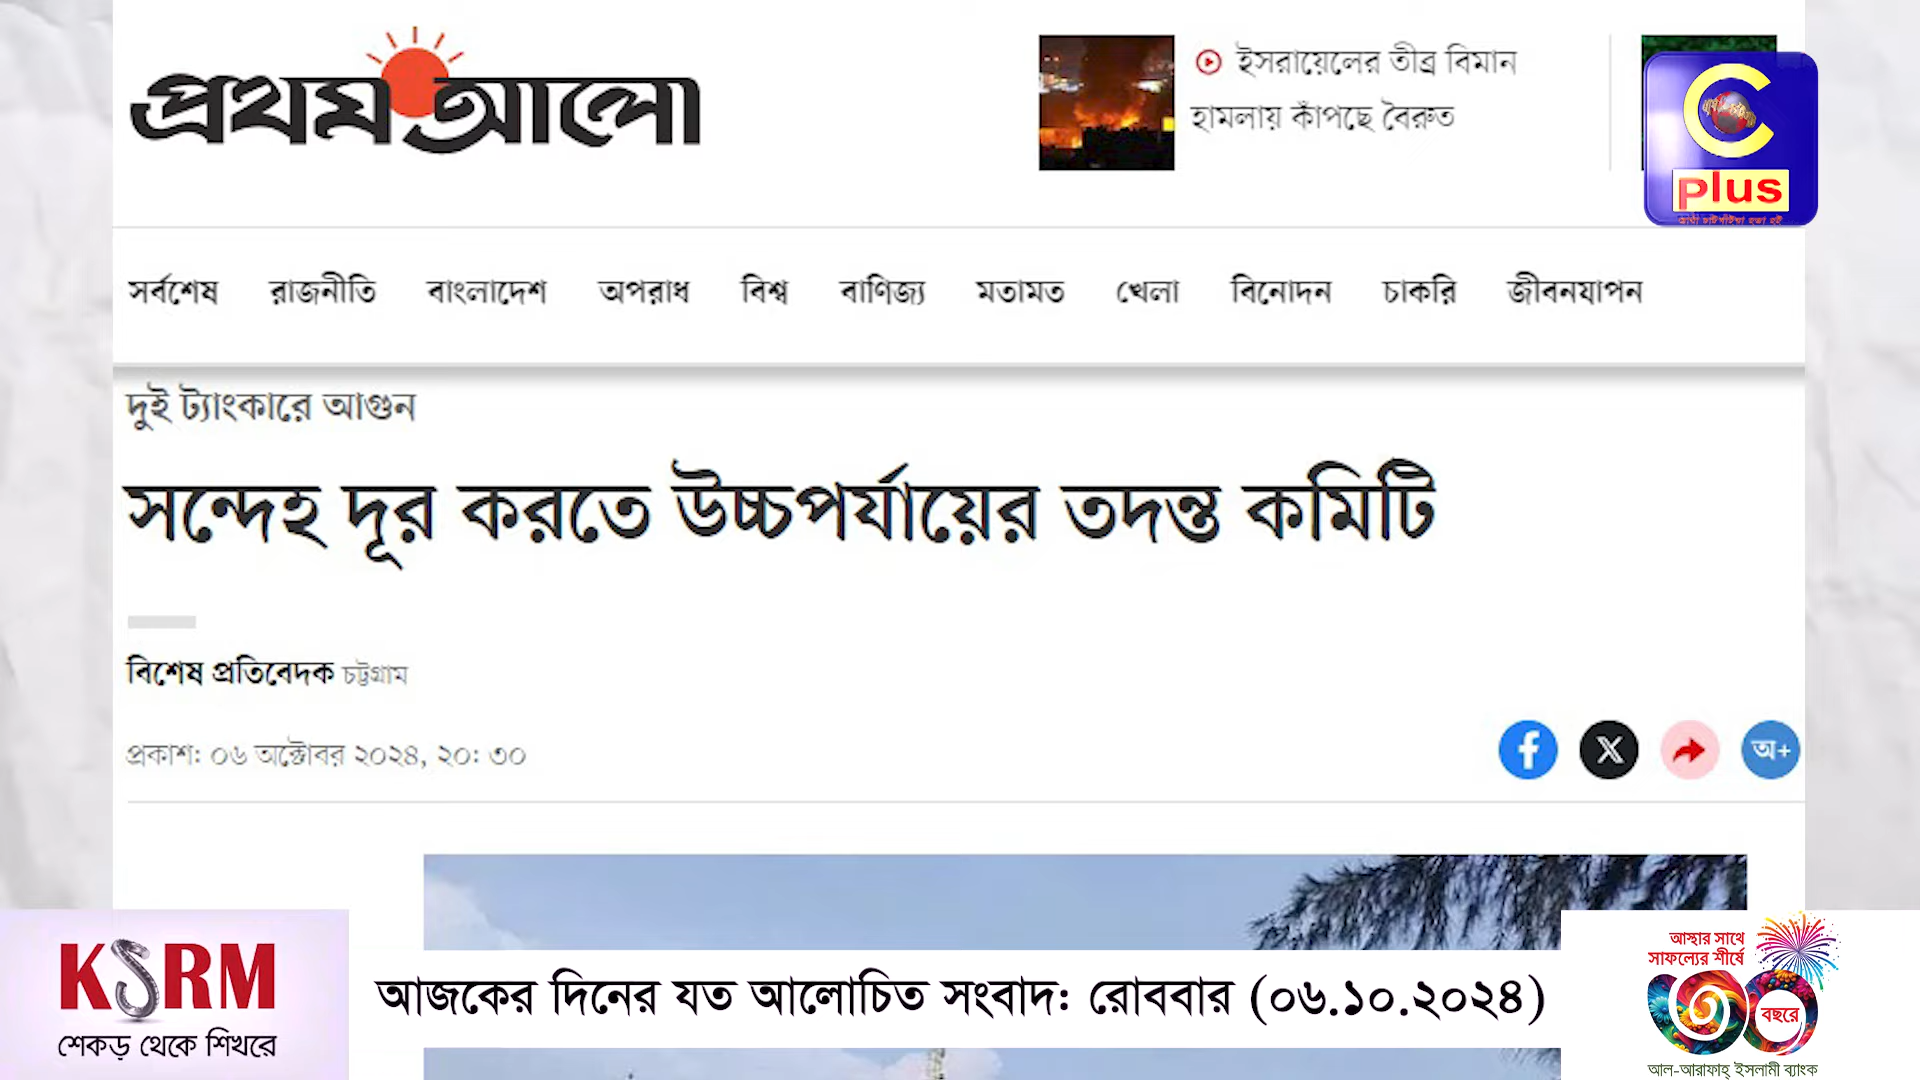 প্রথম আলো
ইসরায়েলের তীব্র বিমান
হামলায় কাঁপছে বৈরুত
C
plus
সর্বশেষ রাজনীতি বাংলাদেশ অপরাধ বিশ্ব বাণিজ্য মতামত খেলা বিনোদন চাকরি জীবনযাপন
দুই ট্যাংকারে আগুন
সন্দেহ দূর করতে উচ্চপর্যায়ের তদন্ত কমিটি
বিশেষ প্রতিবেদক চট্টগ্রাম
প্রকাশ: ০৬ অক্টোবর ২০২৪, ২০: ৩০
অ+
KSRM
শেকড় থেকে শিখরে
আজকের দিনের যত আলোচিত সংবাদ: রোববার (০৬.১০.২০২৪)
আস্থার সাথে
সাফল্যের শীর্ষে
৩০ বছরে
আল-আরাফাহ্ ইসলামী ব্যাংক